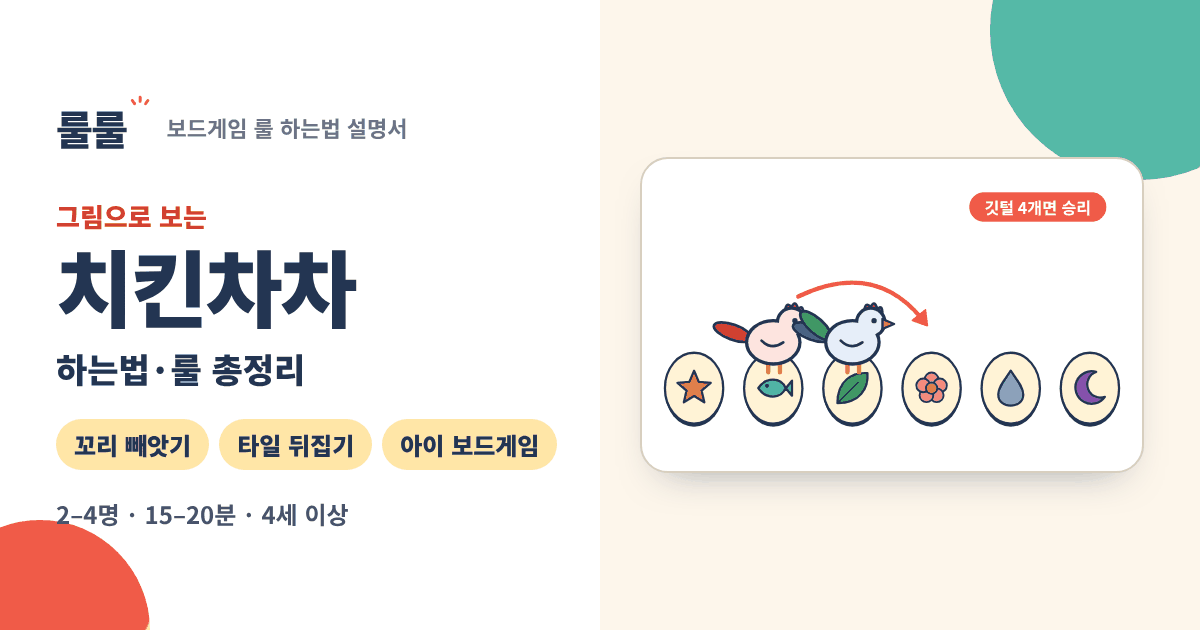 룰룰
보드게임 룰 하는법 설명서
그림으로 보는
치킨차차
하는법·룰 총정리
꼬리 빼앗기
타일 뒤집기
아이 보드게임
2–4명 · 15–20분 · 4세 이상
깃털 4개면 승리